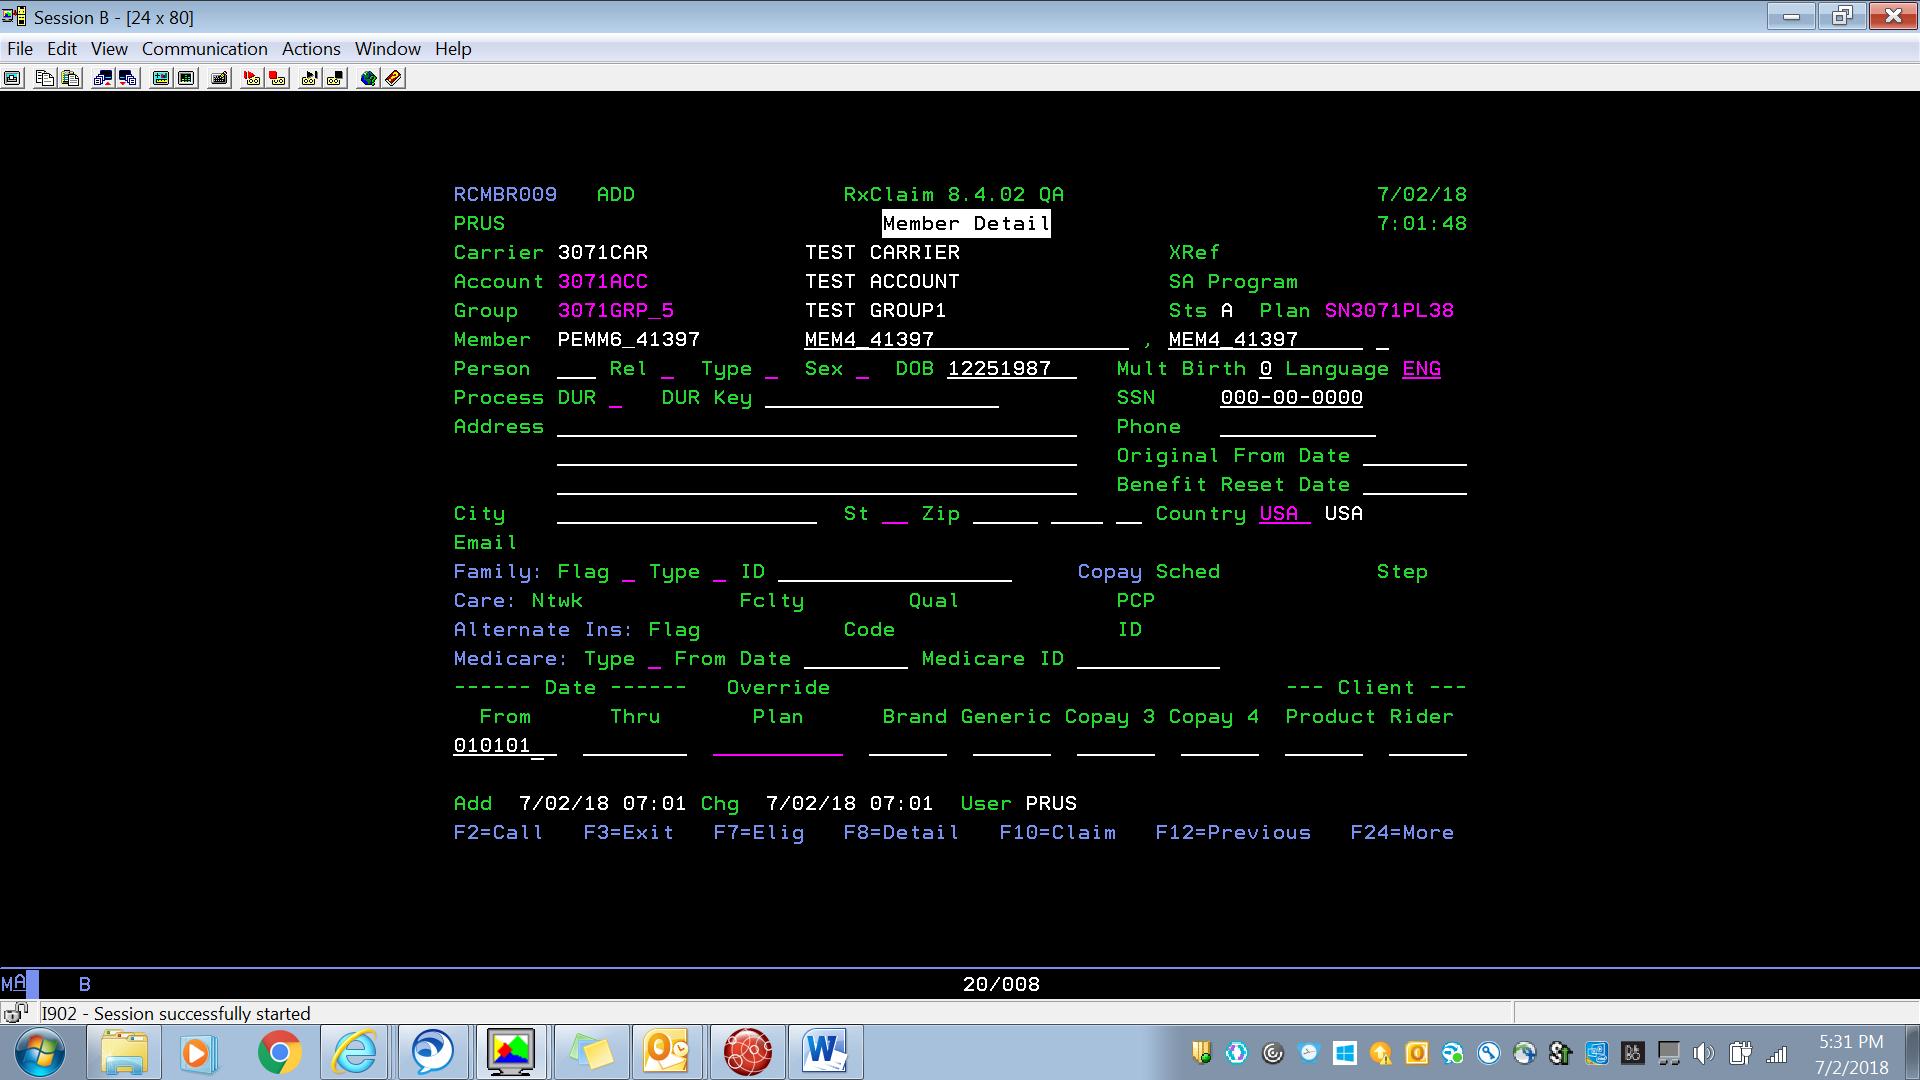 Session B - [24 x 80]
File Edit View Communication Actions Window Help
RCMBR009 ADD RxClaim 8.4.02 QA 7/02/18
PRUS Member Detail 7:01:48
Carrier 3071CAR TEST CARRIER XRef
Account 3071ACC TEST ACCOUNT SA Program
Group 3071GRP_5 TEST GROUP1 Sts A Plan SN3071PL38
Member PEMM6_41397 MEM4_41397 , MEM4_41397
Person Rel Type Sex DOB 12251987 Mult Birth 0 Language ENG
Process DUR DUR Key SSN 000-00-0000
Address Phone
Original From Date
Benefit Reset Date
City St Zip Country USA USA
Email
Family: Flag Type ID Copay Sched Step
Care: Ntwk Fclty Qual PCP
Alternate Ins: Flag Code ID
Medicare: Type From Date Medicare ID
------ Date ------ Override --- Client ---
From Thru Plan Brand Generic Copay 3 Copay 4 Product Rider
010101
Add 7/02/18 07:01 Chg 7/02/18 07:01 User PRUS
F2=Call F3=Exit F7=Elig F8=Detail F10=Claim F12=Previous F24=More
MA B 20/008
I902 - Session successfully started
5:31 PM
7/2/2018